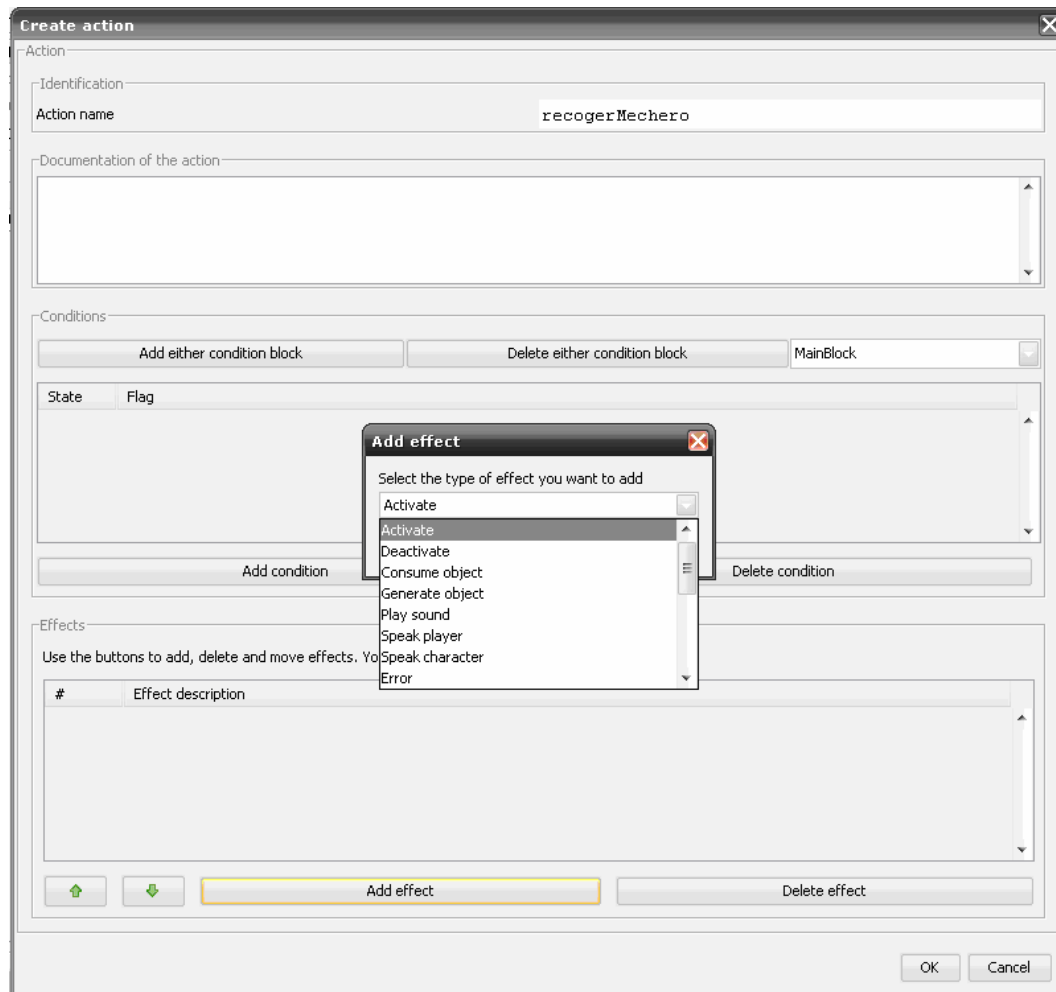 Create action
Action
Identification
Action name recogerMechero
Documentation of the action
Conditions
Add either condition block Delete either condition block MainBlock
State Flag
Add effect
Select the type of effect you want to add
Activate
Activate
Deactivate
Consume object
Generate object
Play sound
Speak player
Speak character
Error
Add condition Delete condition
Effects
Use the buttons to add, delete and move effects. Yo
# Effect description
Add effect Delete effect
OK Cancel